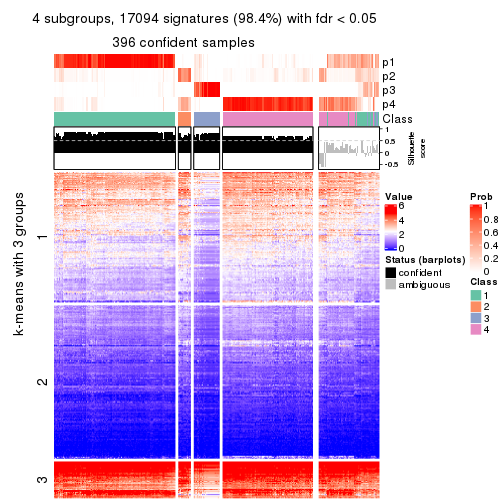 4 subgroups, 17094 signatures (98.4%) with fdr < 0.05
396 confident samples
p1
p2
p3
p4
Class
1
0.5
0
-0.5
Silhouette
score
k-means with 3 groups
1
2
3
Value
6
4
2
0
Status (barplots)
confident
ambiguous
Prob
1
0.8
0.6
0.4
0.2
0
Class
1
2
3
4